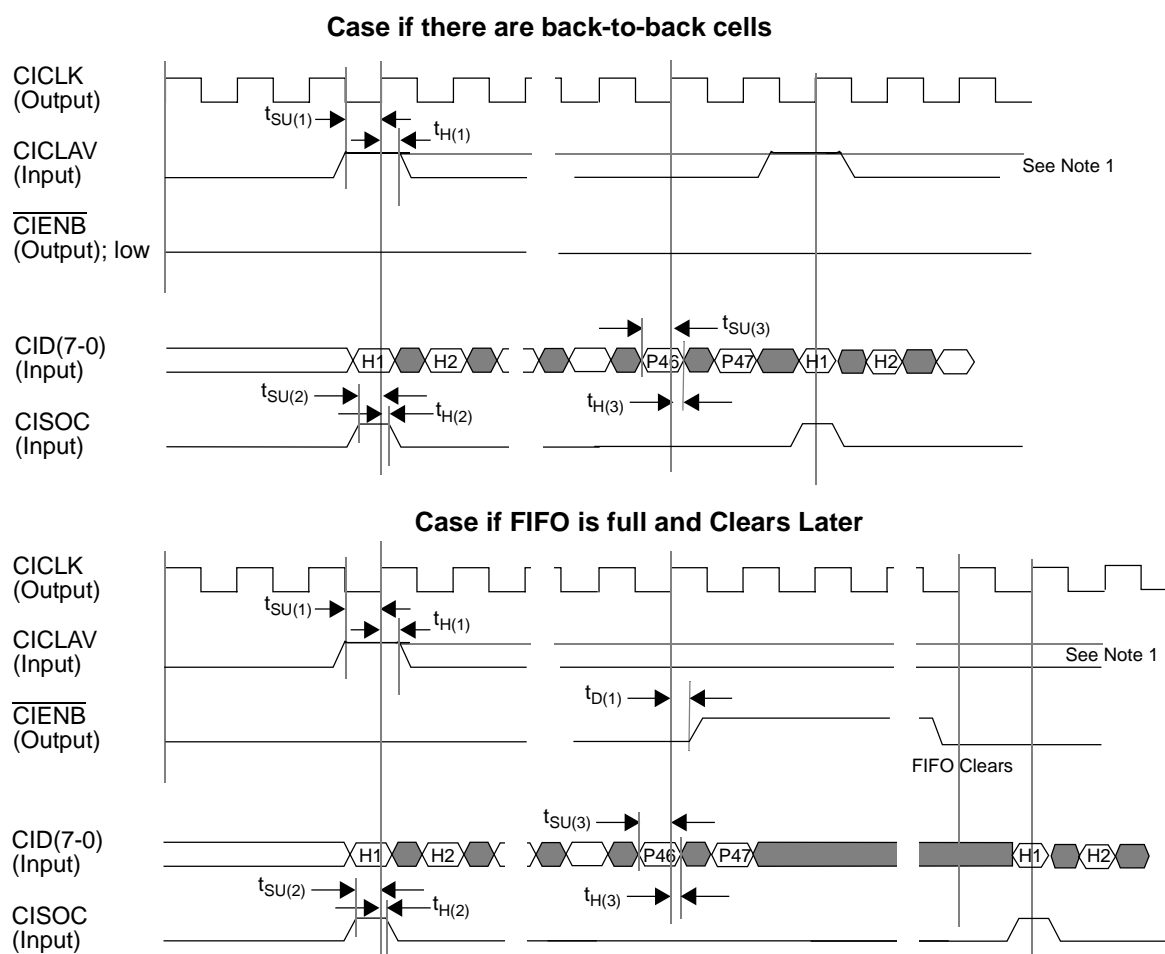 Case if there are back-to-back cells
CICLK
(Output)
tSU(1)
tH(1)
CICLAV
(Input)
See Note 1
CIENB
(Output); low
tSU(3)
CID(7-0)
(Input)
H1 H2 P46 P47 H1 H2
tSU(2)
tH(2)
tH(3)
CISOC
(Input)
Case if FIFO is full and Clears Later
CICLK
(Output)
tSU(1)
tH(1)
CICLAV
(Input)
See Note 1
tD(1)
CIENB
(Output)
FIFO Clears
tSU(3)
CID(7-0)
(Input)
H1 H2 P46 P47 H1 H2
tSU(2)
tH(2)
tH(3)
CISOC
(Input)